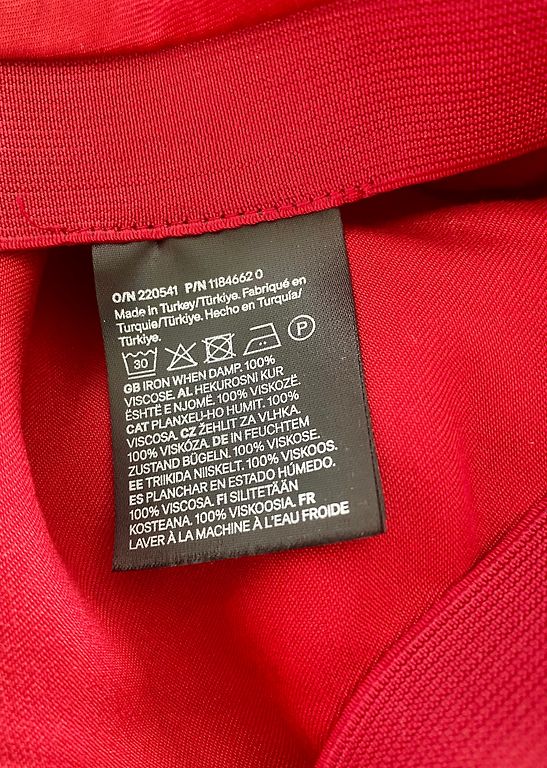 O/N 220541 P/N 1184662 0
Made in Turkey/Türkiye. Fabriqué en
Turquie/Türkiye. Hecho en Turquía/
Türkiye.
30 P
GB IRON WHEN DAMP. 100%
VISCOSE. AL HEKUROSNI KUR
ËSHTË E NJOMË. 100% VISKOZË.
CAT PLANXEU-HO HUMIT. 100%
VISCOSA. CZ ŽEHLIT ZA VLHKA.
100% VISKÓZA. DE IN FEUCHTEM
ZUSTAND BÜGELN. 100% VISKOSE.
EE TRIIKIDA NIISKELT. 100% VISKOOS.
ES PLANCHAR EN ESTADO HÚMEDO.
100% VISCOSA. FI SILITETÄÄN
KOSTEANA. 100% VISKOOSIA. FR
LAVER À LA MACHINE À L'EAU FROIDE